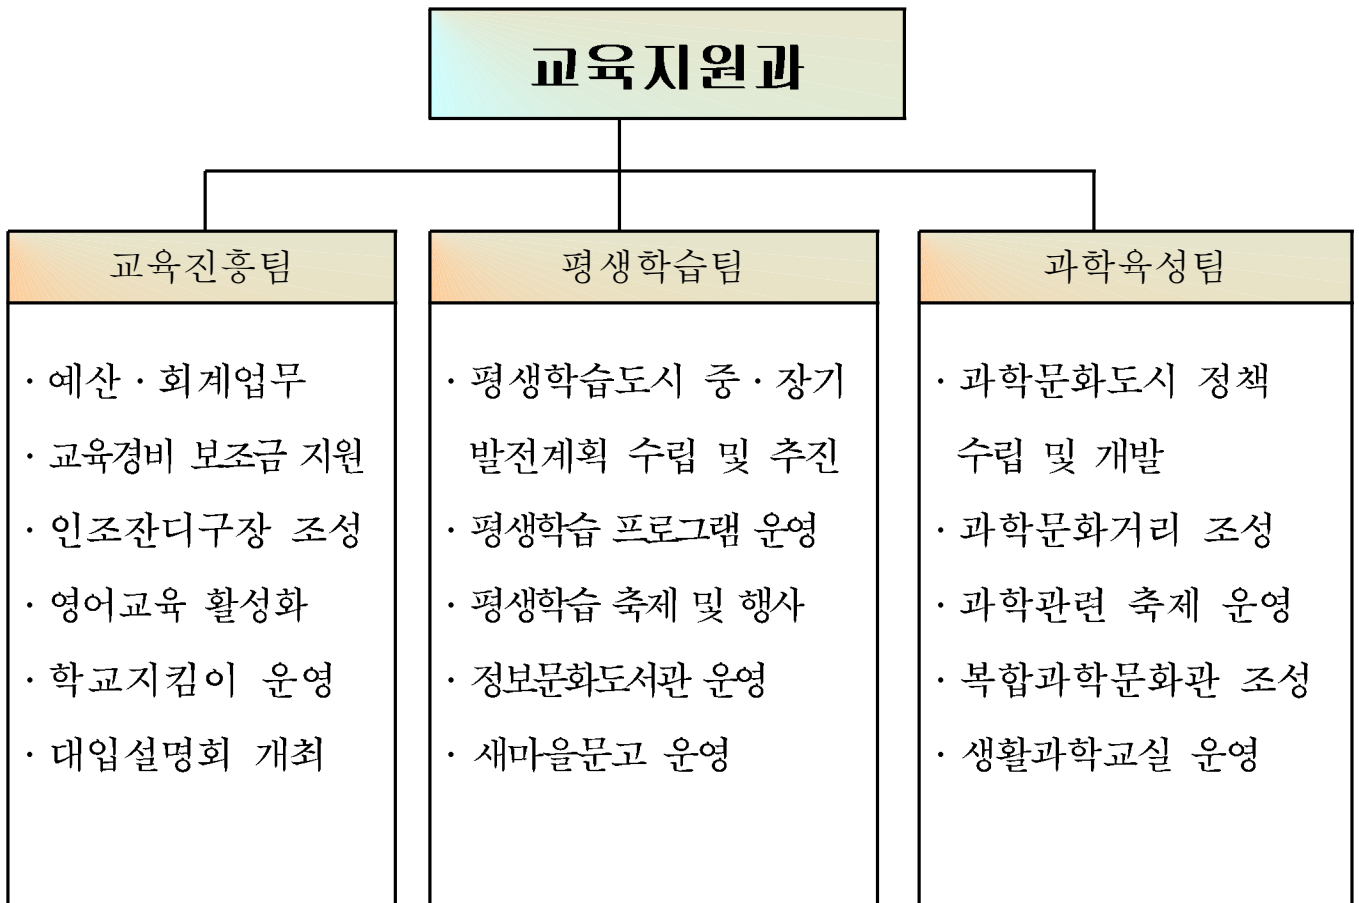 교육지원과
교육진흥팀
· 예산 · 회계업무
· 교육경비 보조금 지원
· 인조잔디구장 조성
· 영어교육 활성화
· 학교지킴이 운영
· 대입설명회 개최
평생학습팀
· 평생학습도시 중 · 장기
발전계획 수립 및 추진
· 평생학습 프로그램 운영
· 평생학습 축제 및 행사
· 정보문화도서관 운영
· 새마을문고 운영
과학육성팀
· 과학문화도시 정책
수립 및 개발
· 과학문화거리 조성
· 과학관련 축제 운영
· 복합과학문화관 조성
· 생활과학교실 운영